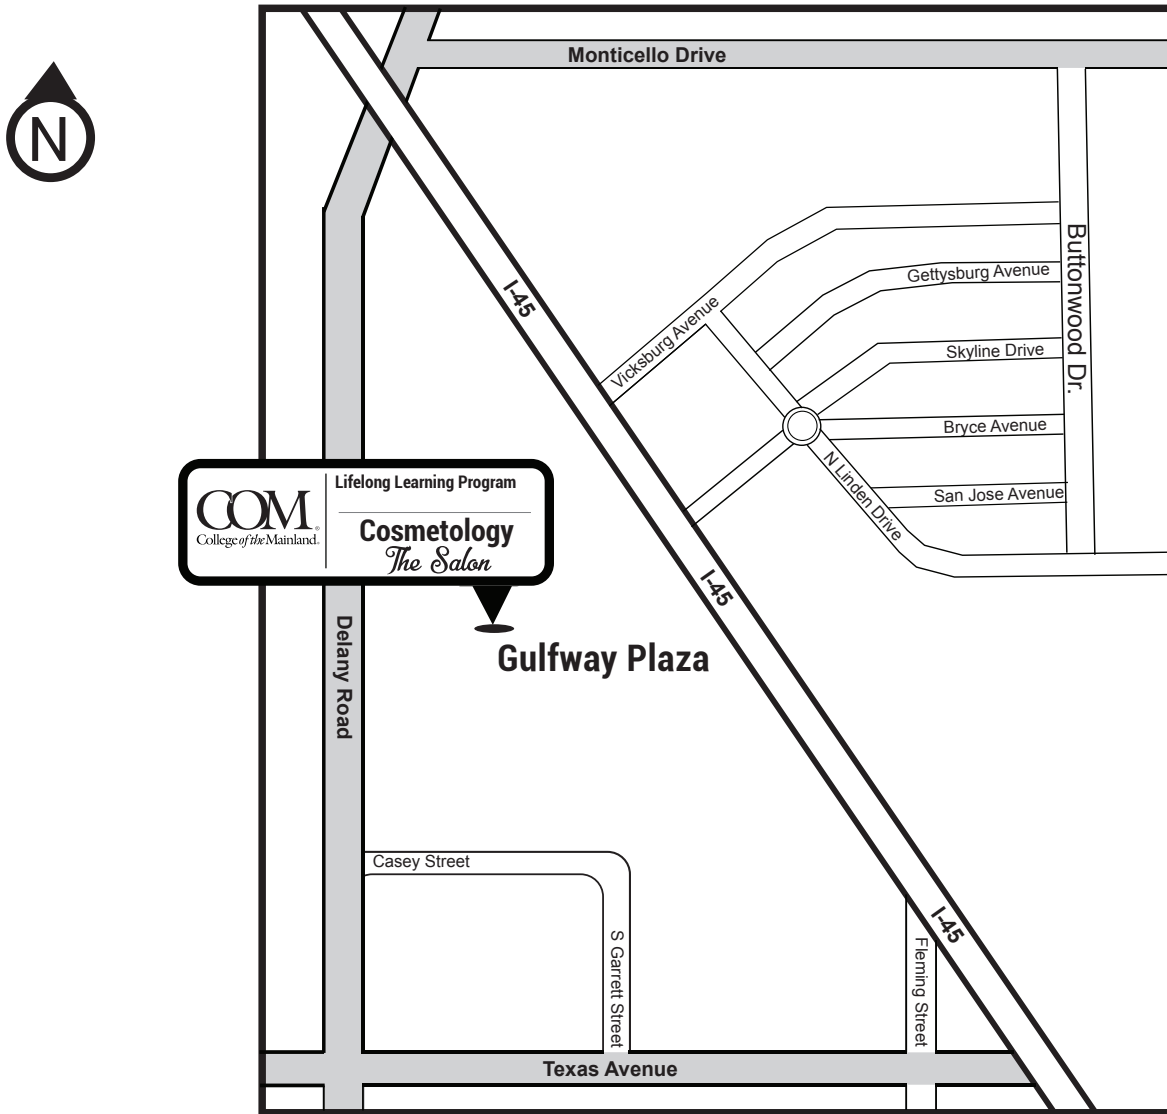 Monticello Drive
N
Buttonwood Dr.
Gettysburg Avenue
I-45
Vicksburg Avenue
Skyline Drive
Bryce Avenue
N Linden Drive
San Jose Avenue
COM®
College of the Mainland®
Lifelong Learning Program
Cosmetology
The Salon
I-45
Delany Road
Gulfway Plaza
Casey Street
S Garrett Street
I-45
Fleming Street
Texas Avenue